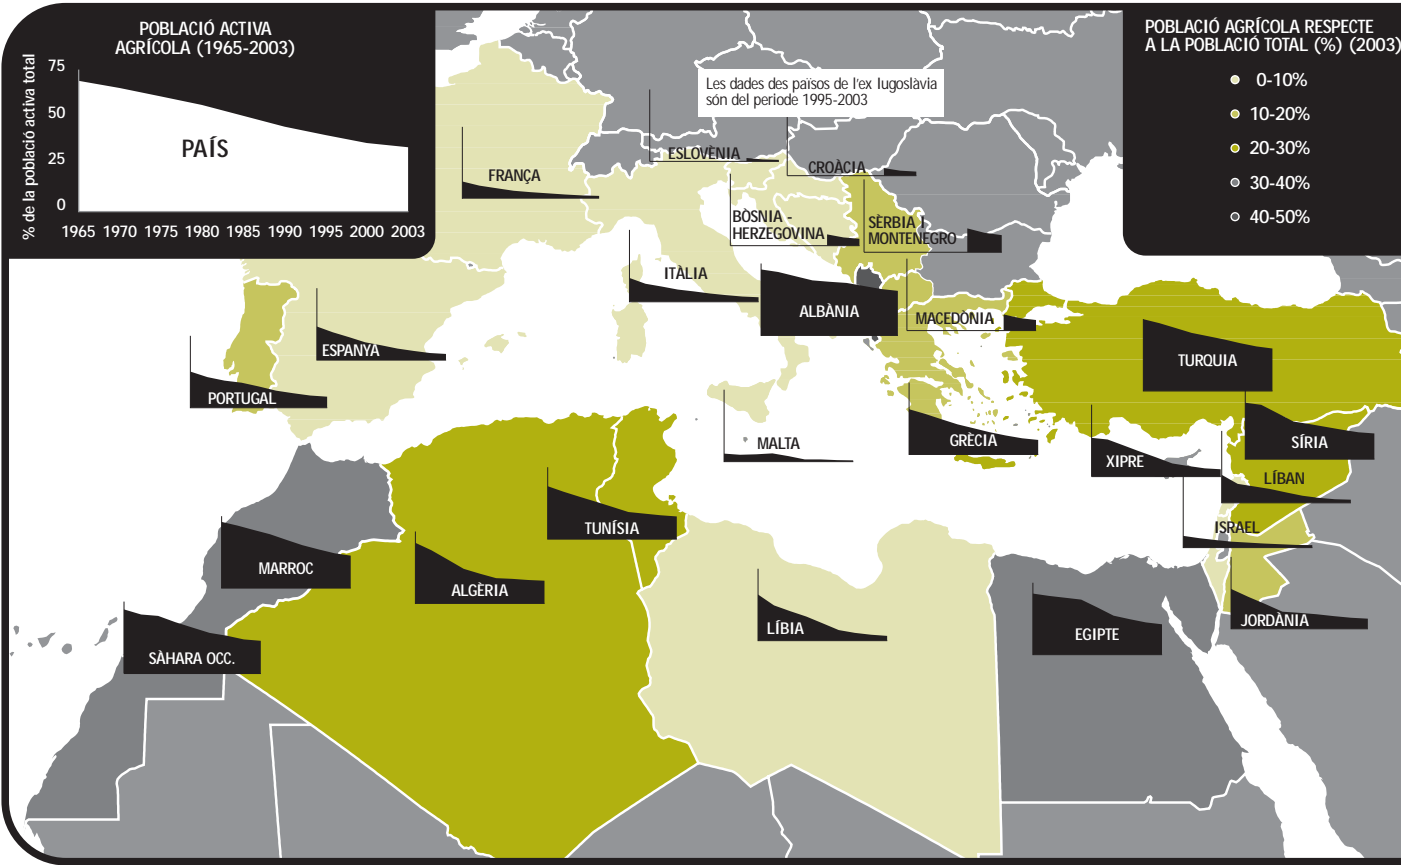 POBLACIÓ ACTIVA
AGRÍCOLA (1965-2003)
% de la població activa total
75
50
25
0
PAÍS
1965 1970 1975 1980 1985 1990 1995 2000 2003
POBLACIÓ AGRÍCOLA RESPECTE
A LA POBLACIÓ TOTAL (%) (2003)
0-10%
10-20%
20-30%
30-40%
40-50%
Les dades des països de l'ex Iugoslàvia
són del periode 1995-2003
ESLOVÈNIA
CROÀCIA
FRANÇA
BÒSNIA -
HERZEGOVINA
SÈRBIA I
MONTENEGRO
ITÀLIA
ALBÀNIA
MACEDÒNIA
ESPANYA
TURQUIA
PORTUGAL
MALTA
GRÈCIA
SÍRIA
XIPRE
LÍBAN
TUNÍSIA
ISRAEL
MARROC
ALGÈRIA
LÍBIA
EGIPTE
JORDÀNIA
SÀHARA OCC.